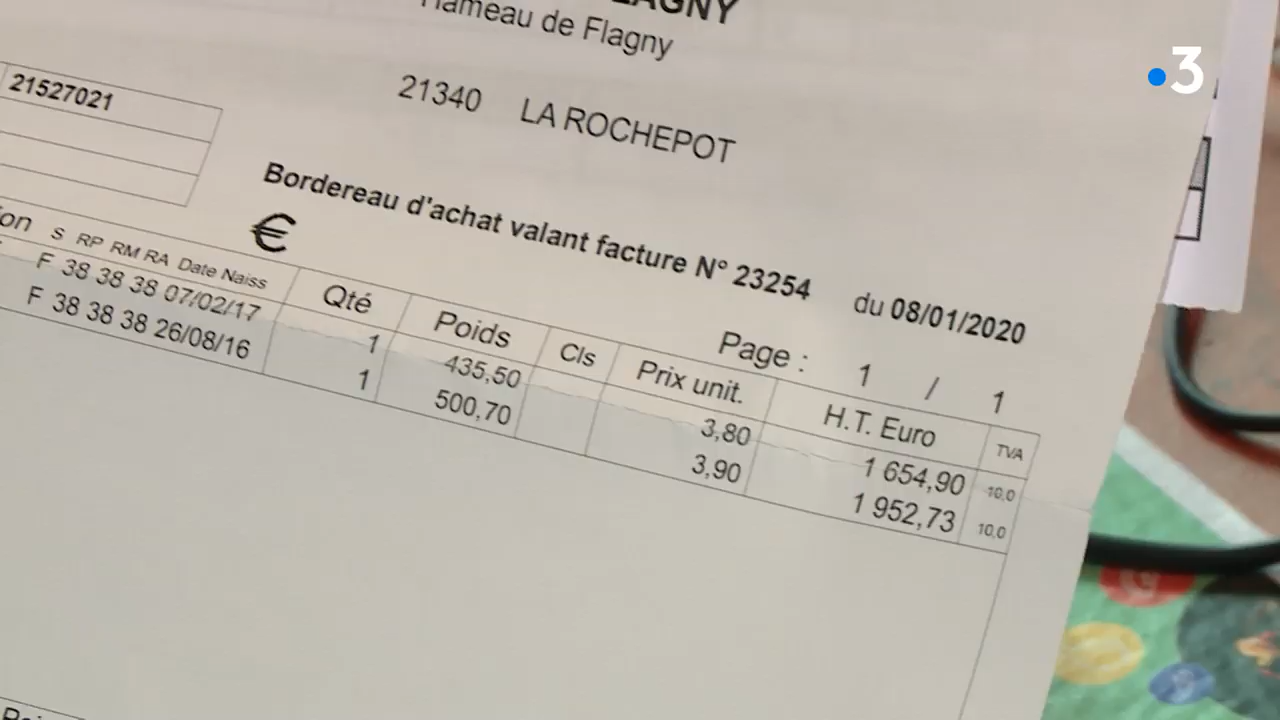 Hameau de Flagny
3
21527021
21340 LA ROCHEPOT
Bordereau d'achat valant facture N° 23254 du 08/01/2020
€
Page : 1 / 1
S RP RM RA Date Naiss Qté Poids Cls Prix unit. H.T. Euro TVA
F 38 38 38 07/02/17 1 435,50 3,80 1 654,90 10,0
F 38 38 38 26/08/16 1 500,70 3,90 1 952,73 10,0